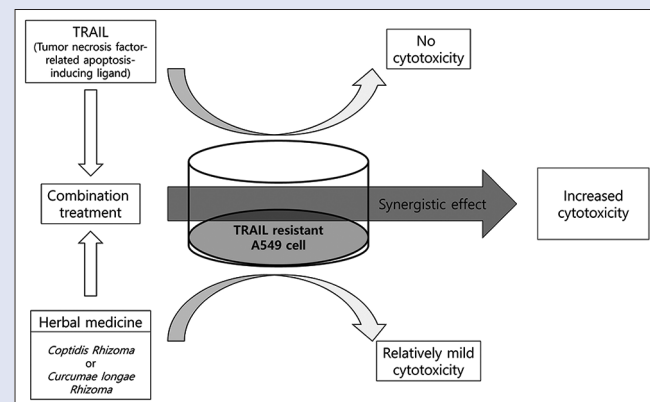 TRAIL
(Tumor necrosis factor-
related apoptosis-
inducing ligand)
No
cytotoxicity
Combination
treatment
Synergistic effect
Increased
cytotoxicity
TRAIL resistant
A549 cell
Herbal medicine
Coptidis Rhizoma
or
Curcumae longae
Rhizoma
Relatively mild
cytotoxicity